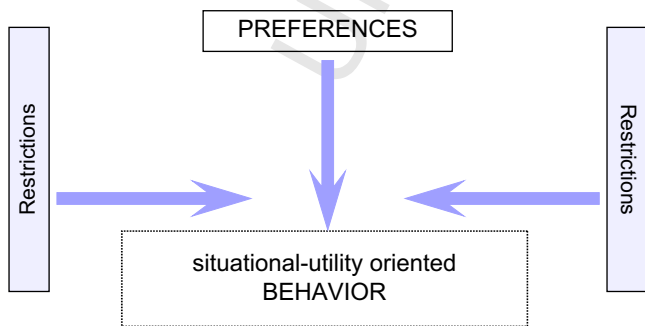 PREFERENCES
Restrictions
Restrictions
situational-utility oriented
BEHAVIOR